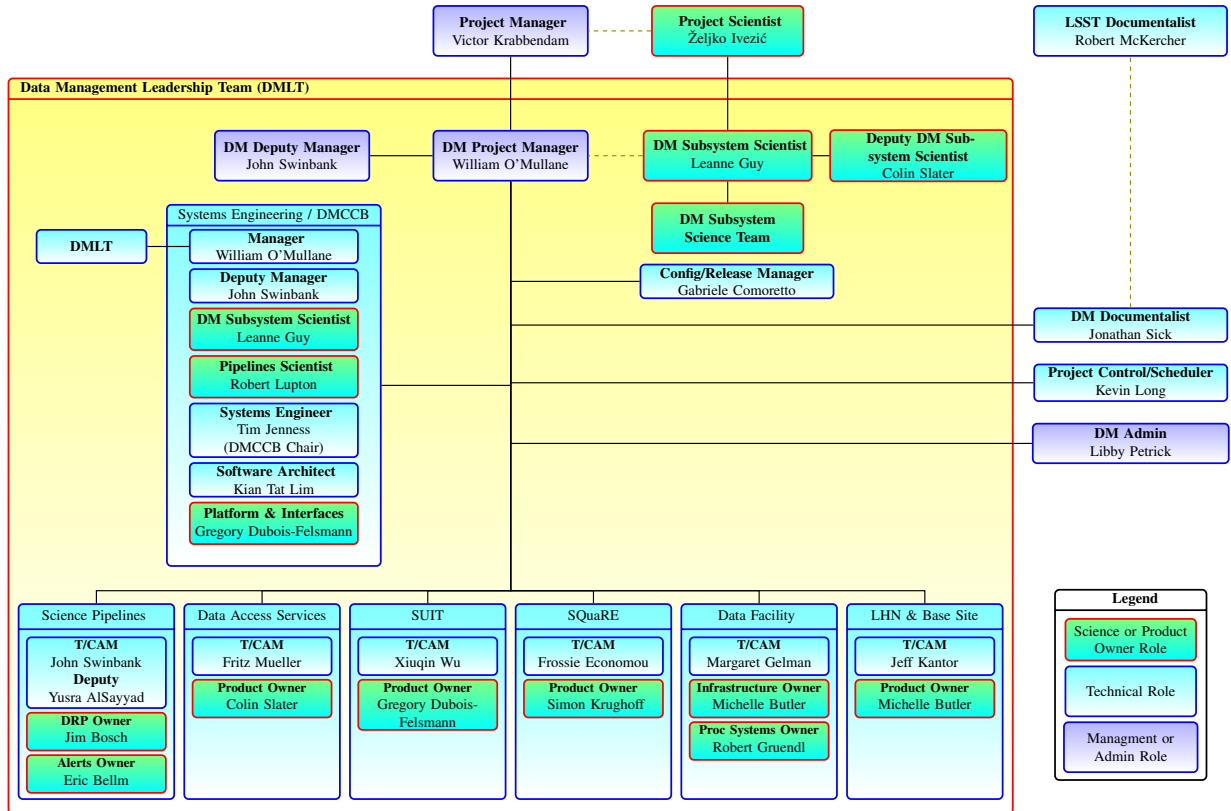 Project Manager
Victor Krabbendam
Project Scientist
Željko Ivezić
LSST Documentalist
Robert McKercher
Data Management Leadership Team (DMLT)
DM Deputy Manager
John Swinbank
DM Project Manager
William O'Mullane
DM Subsystem Scientist
Leanne Guy
Deputy DM Sub-
system Scientist
Colin Slater
DM Subsystem
Science Team
DMLT
Systems Engineering / DMCCB
Manager
William O'Mullane
Deputy Manager
John Swinbank
DM Subsystem Scientist
Leanne Guy
Pipelines Scientist
Robert Lupton
Systems Engineer
Tim Jenness
(DMCCB Chair)
Software Architect
Kian Tat Lim
Platform & Interfaces
Gregory Dubois-Felsmann
Config/Release Manager
Gabriele Comoretto
DM Documentalist
Jonathan Sick
Project Control/Scheduler
Kevin Long
DM Admin
Libby Petrick
Science Pipelines
T/CAM
John Swinbank
Deputy
Yusra AlSayyad
DRP Owner
Jim Bosch
Alerts Owner
Eric Bellm
Data Access Services
T/CAM
Fritz Mueller
Product Owner
Colin Slater
SUIT
T/CAM
Xiuqin Wu
Product Owner
Gregory Dubois-
Felsmann
SQuaRE
T/CAM
Frossie Economou
Product Owner
Simon Krughoff
Data Facility
T/CAM
Margaret Gelman
Infrastructure Owner
Michelle Butler
Proc Systems Owner
Robert Gruendl
LHN & Base Site
T/CAM
Jeff Kantor
Product Owner
Michelle Butler
Legend
Science or Product
Owner Role
Technical Role
Managment or
Admin Role